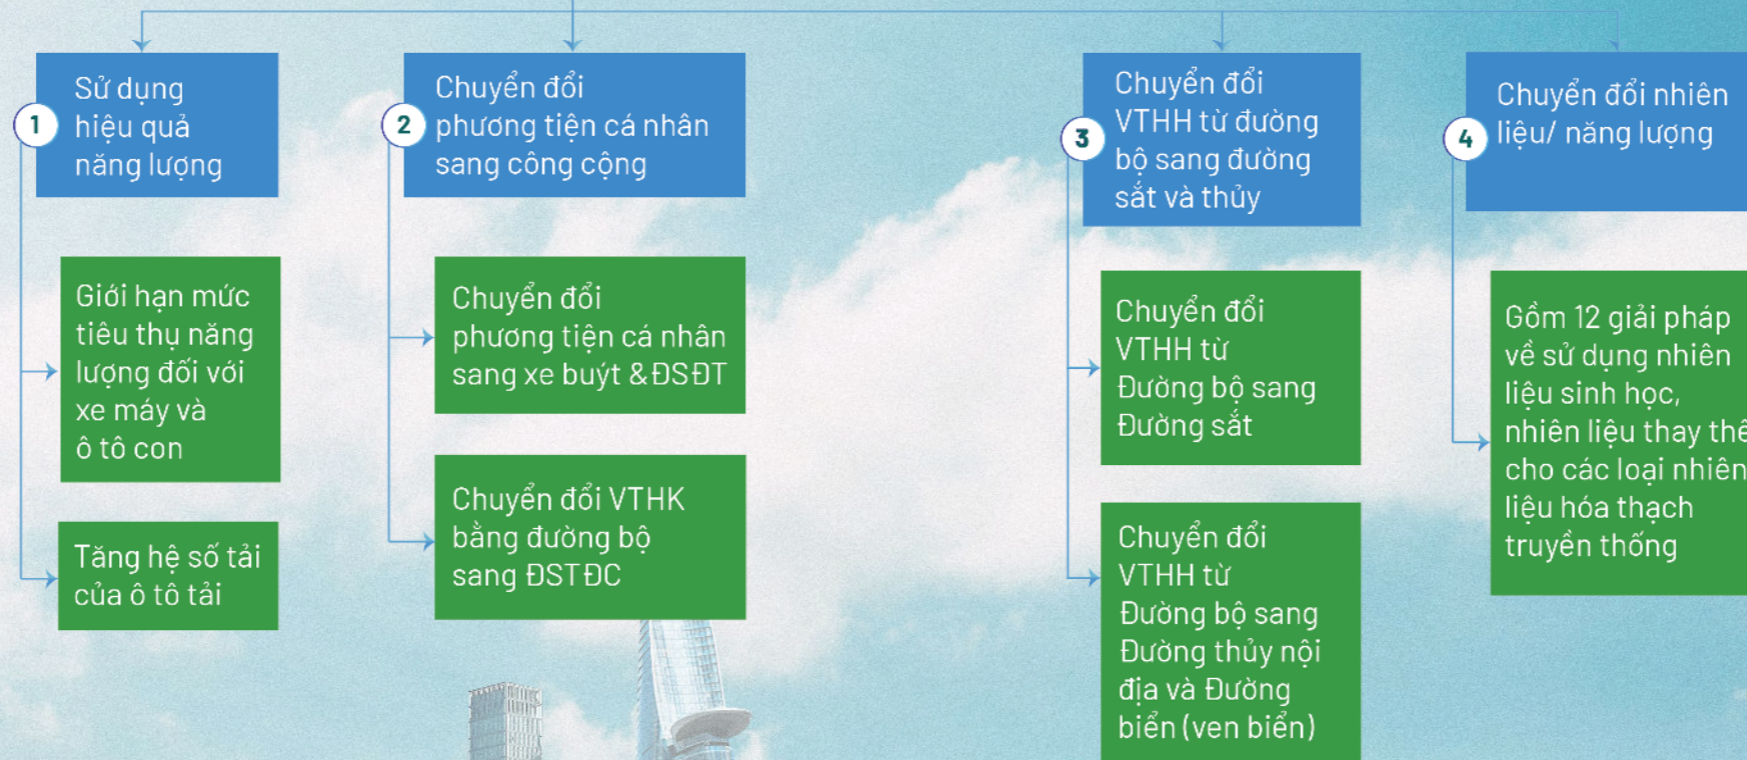 1
Sử dụng
hiệu quả
năng lượng
Giới hạn mức
tiêu thụ năng
lượng đối với
xe máy và
ô tô con
Tăng hệ số tải
của ô tô tải
2
Chuyển đổi
phương tiện cá nhân
sang công cộng
Chuyển đổi
phương tiện cá nhân
sang xe buýt & ĐSĐT
Chuyển đổi VTHK
bằng đường bộ
sang ĐSTĐC
3
Chuyển đổi
VTHH từ đường
bộ sang đường
sắt và thủy
Chuyển đổi
VTHH từ
Đường bộ sang
Đường sắt
Chuyển đổi
VTHH từ
Đường bộ sang
Đường thủy nội
địa và Đường
biển (ven biển)
4
Chuyển đổi nhiên
liệu/ năng lượng
Gồm 12 giải pháp
về sử dụng nhiên
liệu sinh học,
nhiên liệu thay thế
cho các loại nhiên
liệu hóa thạch
truyền thống